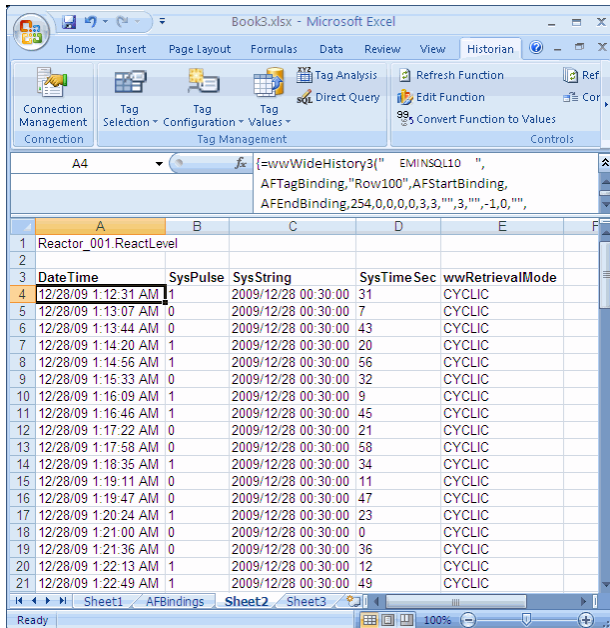 Book3.xlsx - Microsoft Excel
Home Insert Page Layout Formulas Data Review View Historian
Connection Management
Tag Selection
Tag Configuration
Tag Values
Tag Analysis
Direct Query
Refresh Function
Edit Function
Convert Function to Values
Ref
Cor
Connection Tag Management Controls
A4 fx {=wwWideHistory3(" EMINSQL10 ",
AFTagBinding,"Row100",AFStartBinding,
AFEndBinding,254,0,0,0,0,3,3,"",3,"",-1,0,"",
A B C D E F
1 Reactor_001.ReactLevel
2
3 DateTime SysPulse SysString SysTimeSec wwRetrievalMode
4 12/28/09 1:12:31 AM 1 2009/12/28 00:30:00 31 CYCLIC
5 12/28/09 1:13:07 AM 0 2009/12/28 00:30:00 7 CYCLIC
6 12/28/09 1:13:44 AM 0 2009/12/28 00:30:00 43 CYCLIC
7 12/28/09 1:14:20 AM 1 2009/12/28 00:30:00 20 CYCLIC
8 12/28/09 1:14:56 AM 1 2009/12/28 00:30:00 56 CYCLIC
9 12/28/09 1:15:33 AM 0 2009/12/28 00:30:00 32 CYCLIC
10 12/28/09 1:16:09 AM 1 2009/12/28 00:30:00 9 CYCLIC
11 12/28/09 1:16:46 AM 1 2009/12/28 00:30:00 45 CYCLIC
12 12/28/09 1:17:22 AM 0 2009/12/28 00:30:00 21 CYCLIC
13 12/28/09 1:17:58 AM 0 2009/12/28 00:30:00 58 CYCLIC
14 12/28/09 1:18:35 AM 1 2009/12/28 00:30:00 34 CYCLIC
15 12/28/09 1:19:11 AM 0 2009/12/28 00:30:00 11 CYCLIC
16 12/28/09 1:19:47 AM 0 2009/12/28 00:30:00 47 CYCLIC
17 12/28/09 1:20:24 AM 1 2009/12/28 00:30:00 23 CYCLIC
18 12/28/09 1:21:00 AM 0 2009/12/28 00:30:00 0 CYCLIC
19 12/28/09 1:21:36 AM 0 2009/12/28 00:30:00 36 CYCLIC
20 12/28/09 1:22:13 AM 1 2009/12/28 00:30:00 12 CYCLIC
21 12/28/09 1:22:49 AM 1 2009/12/28 00:30:00 49 CYCLIC
Sheet1 AFBindings Sheet2 Sheet3
Ready 100%